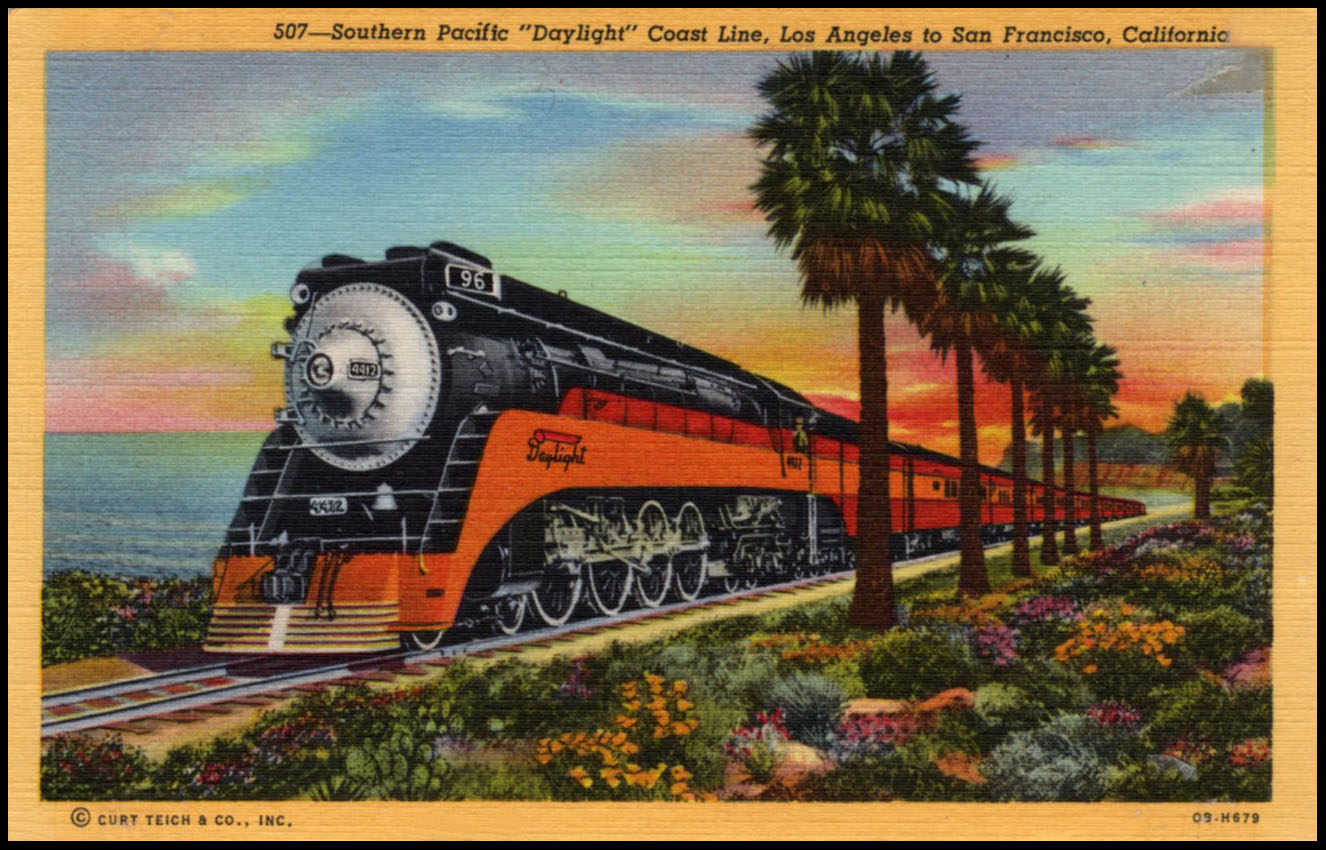 507—Southern Pacific "Daylight" Coast Line, Los Angeles to San Francisco, California
96
4412
Daylight
4412
4412
© CURT TEICH & CO., INC.
OB-H679